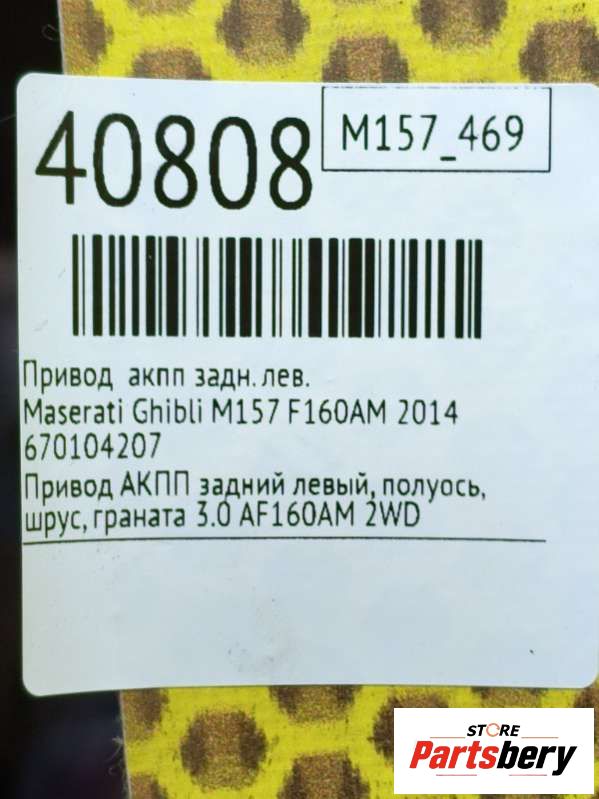 40808
M157_469
Привод акпп задн. лев.
Maserati Ghibli M157 F160AM 2014
670104207
Привод АКПП задний левый, полуось,
шрус, граната 3.0 AF160AM 2WD
STORE
Partsbery